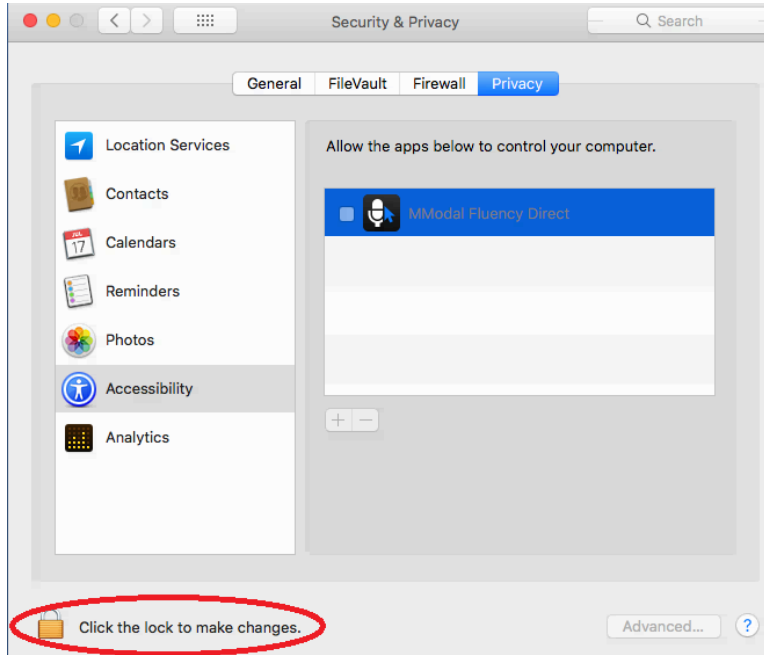 Security & Privacy
Search
General FileVault Firewall Privacy
Location Services
Contacts
JUL
17
Calendars
Reminders
Photos
Accessibility
Analytics
Allow the apps below to control your computer.
MModal Fluency Direct
+ −
Click the lock to make changes.
Advanced... ?